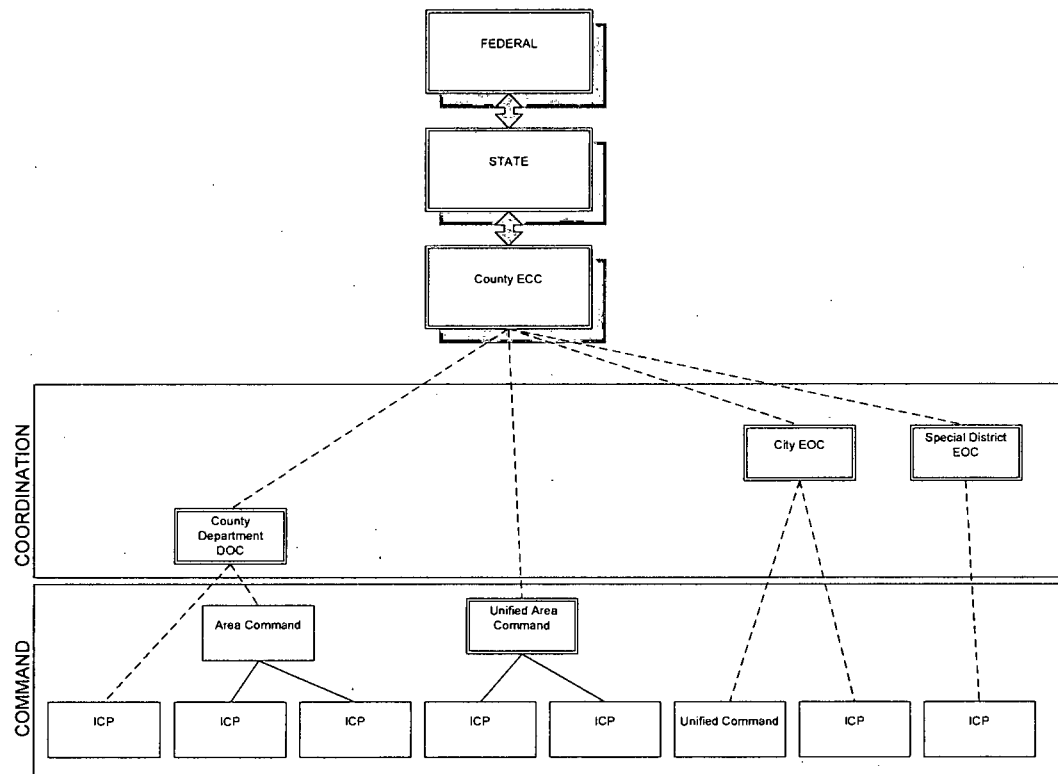 FEDERAL
STATE
County ECC
COORDINATION
City EOC
Special District
EOC
County
Department
DOC
COMMAND
Area Command
Unified Area
Command
ICP
ICP
ICP
ICP
ICP
Unified Command
ICP
ICP